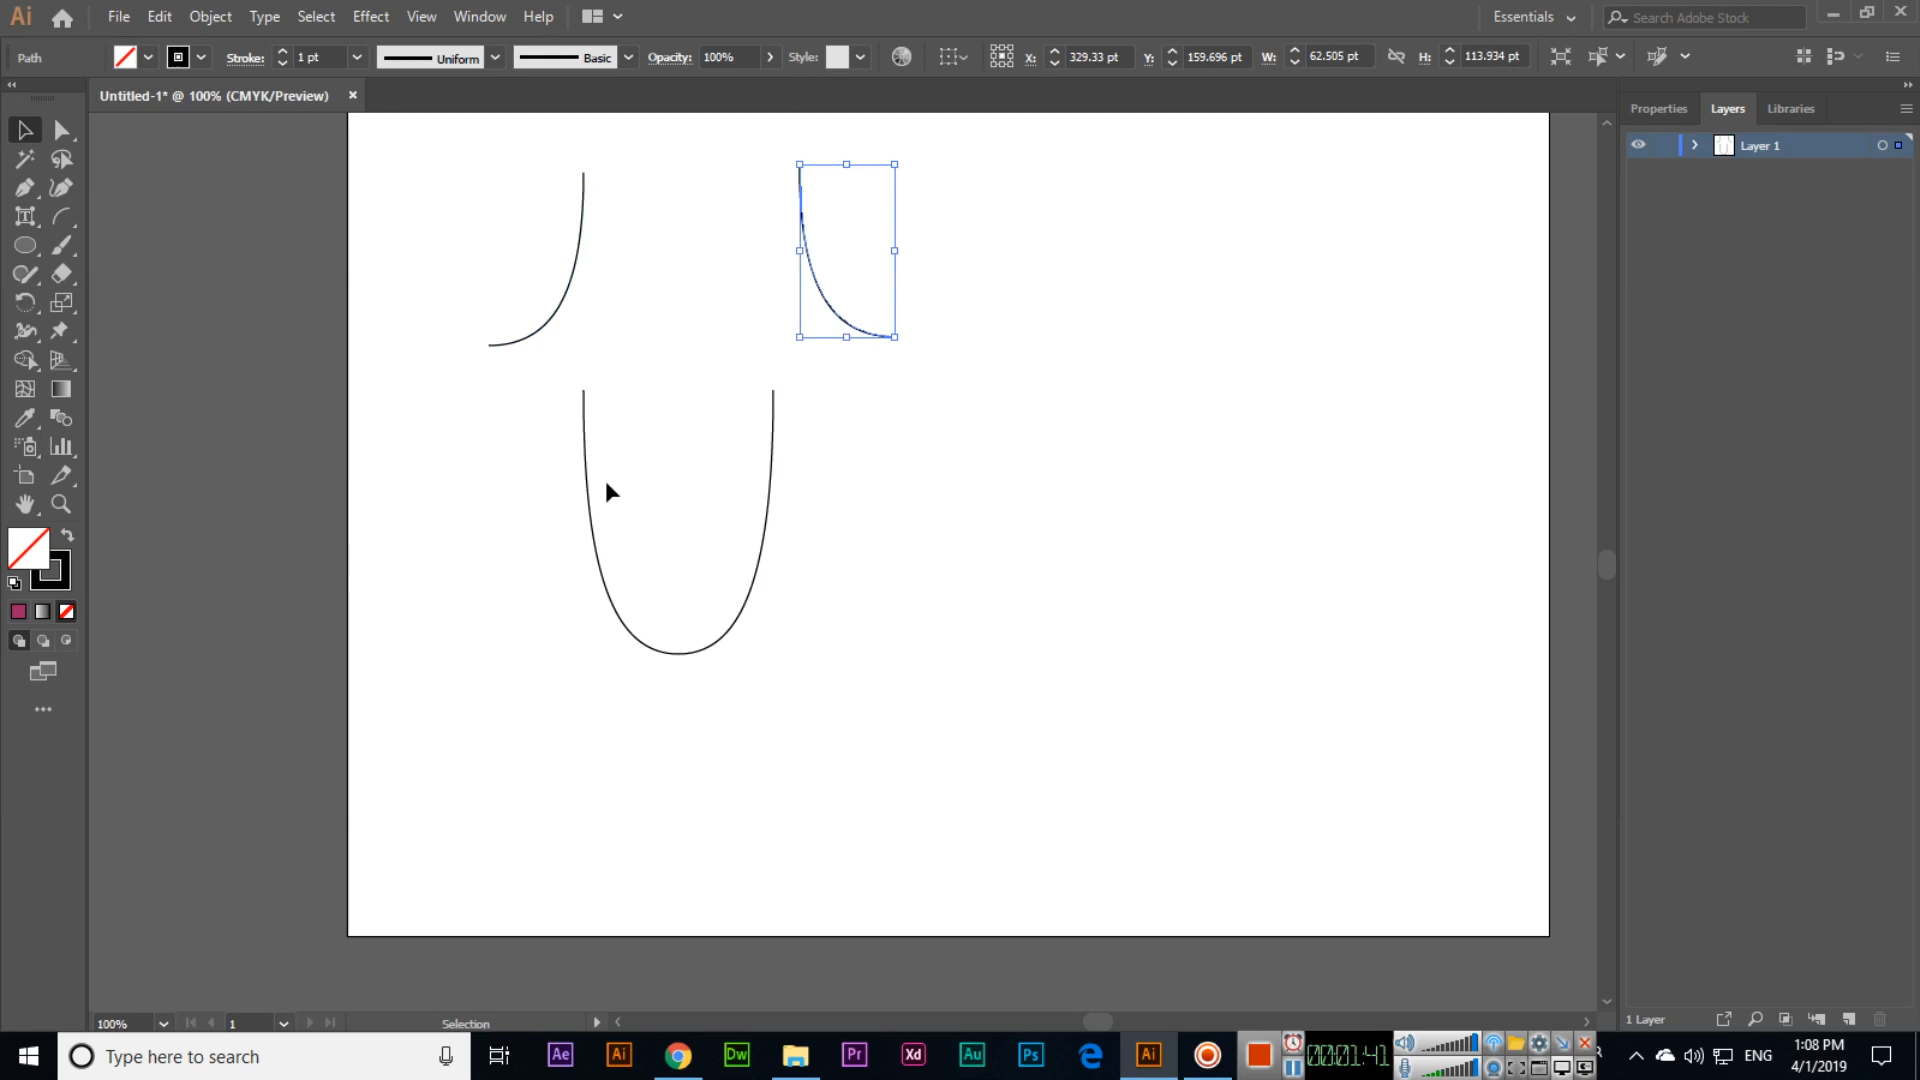 Ai File Edit Object Type Select Effect View Window Help Essentials Search Adobe Stock
Path Stroke: 1 pt Uniform Basic Opacity: 100% Style: X: 329.33 pt Y: 159.696 pt W: 62.505 pt H: 113.934 pt
Untitled-1* @ 100% (CMYK/Preview)
Properties Layers Libraries
Layer 1
100% 1 Selection
1 Layer
Type here to search Ae Ai Dw Pr Xd Au Ps Ai 00:01:41 ENG 1:08 PM
4/1/2019